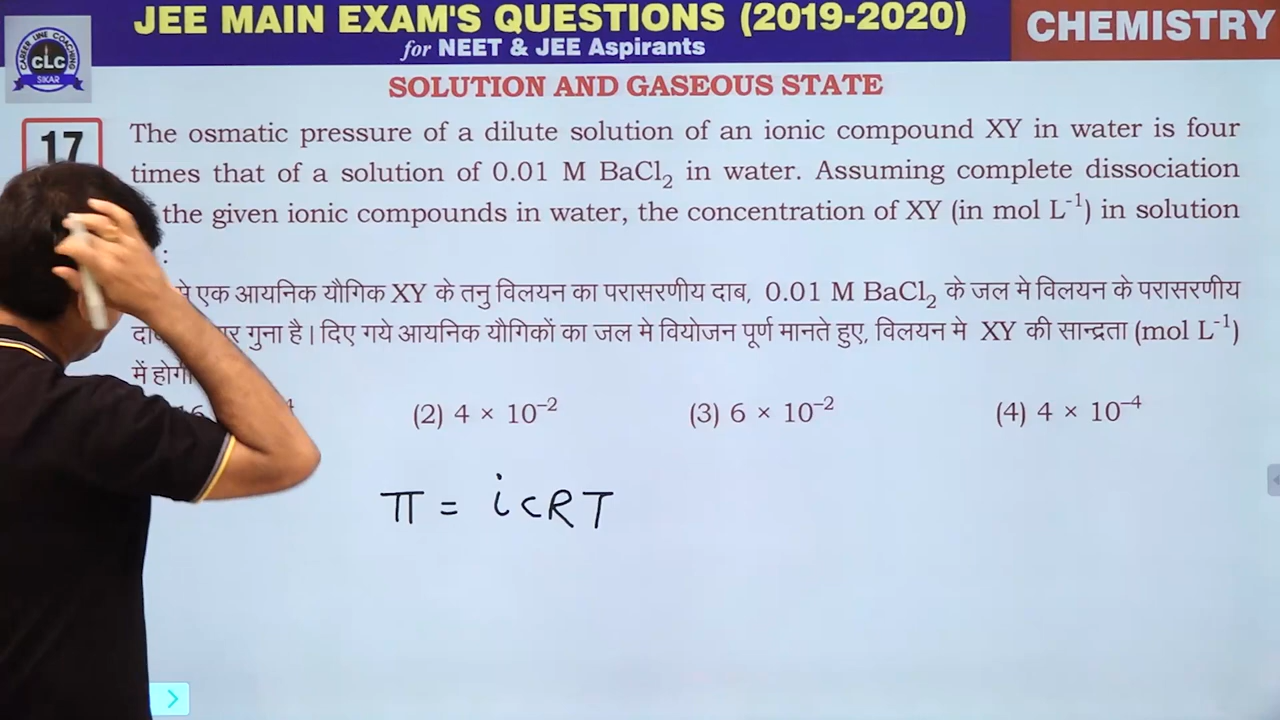 JEE MAIN EXAM'S QUESTIONS (2019-2020)
for NEET & JEE Aspirants
CHEMISTRY
CAREER LINE COACHING
CLC
SIKAR
SOLUTION AND GASEOUS STATE
17
The osmatic pressure of a dilute solution of an ionic compound XY in water is four
times that of a solution of 0.01 M BaCl₂ in water. Assuming complete dissociation
the given ionic compounds in water, the concentration of XY (in mol L⁻¹) in solution
:
एक आयनिक यौगिक XY के तनु विलयन का परासरणीय दाब, 0.01 M BaCl₂ के जल मे विलयन के परासरणीय
गुना है। दिए गये आयनिक यौगिकों का जल मे वियोजन पूर्ण मानते हुए, विलयन मे XY की सान्द्रता (mol L⁻¹)
में
(2) 4 × 10⁻² (3) 6 × 10⁻² (4) 4 × 10⁻⁴
π = icRT